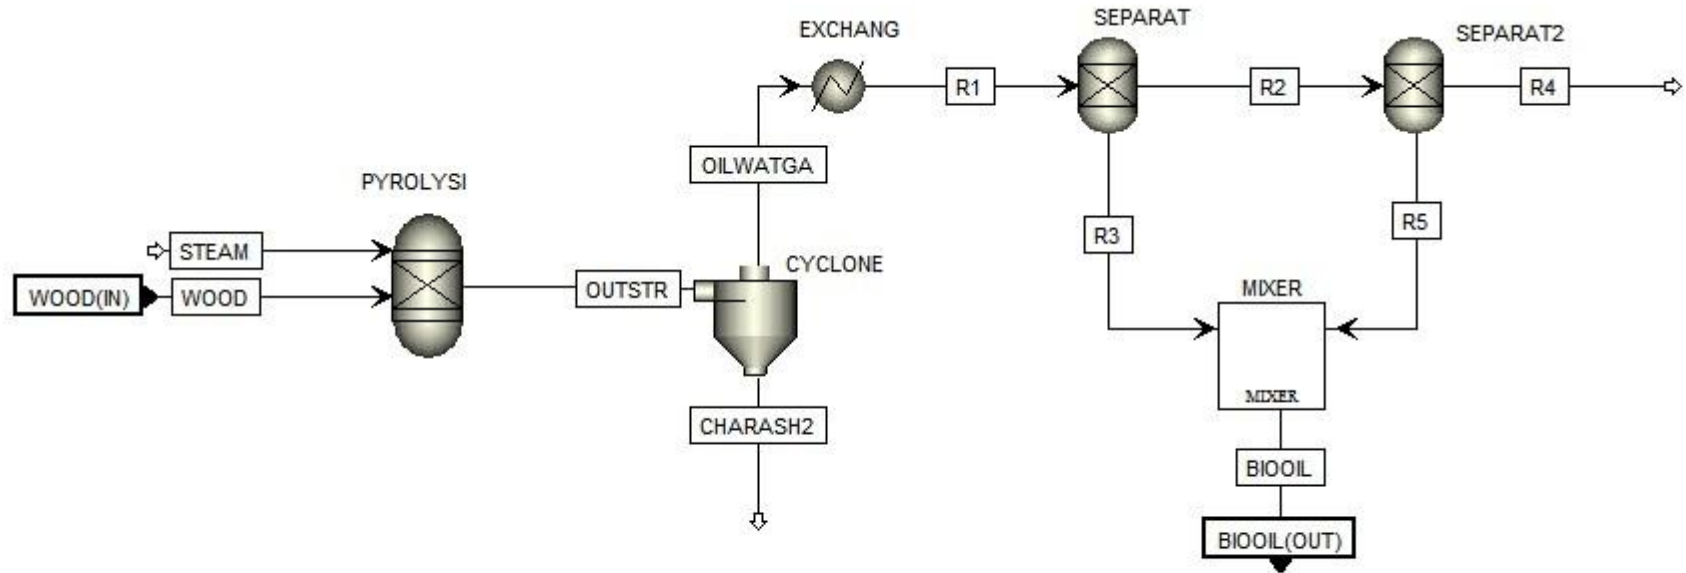 SEPARAT
EXCHANG
SEPARAT2
R1
R2
R4
OILWATGA
PYROLYSI
R3
R5
STEAM
CYCLONE
WOOD(IN)
WOOD
OUTSTR
MIXER
MIXER
CHARASH2
BIOOIL
BIOOIL(OUT)